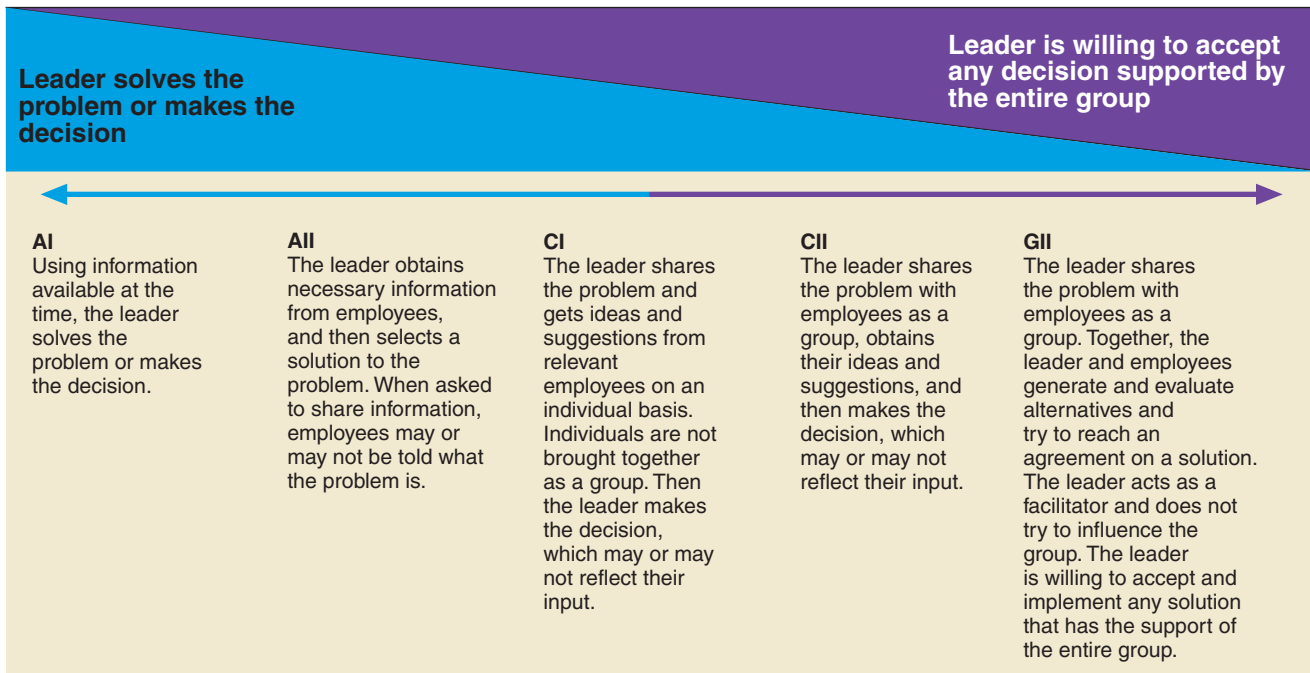 Leader solves the
problem or makes the
decision
Leader is willing to accept
any decision supported by
the entire group
AI
Using information
available at the
time, the leader
solves the
problem or makes
the decision.
AII
The leader obtains
necessary information
from employees,
and then selects a
solution to the
problem. When asked
to share information,
employees may or
may not be told what
the problem is.
CI
The leader shares
the problem and
gets ideas and
suggestions from
relevant
employees on an
individual basis.
Individuals are not
brought together
as a group. Then
the leader makes
the decision,
which may or may
not reflect their
input.
CII
The leader shares
the problem with
employees as a
group, obtains
their ideas and
suggestions, and
then makes the
decision, which
may or may not
reflect their input.
GII
The leader shares
the problem with
employees as a
group. Together, the
leader and employees
generate and evaluate
alternatives and
try to reach an
agreement on a solution.
The leader acts as a
facilitator and does not
try to influence the
group. The leader
is willing to accept and
implement any solution
that has the support of
the entire group.